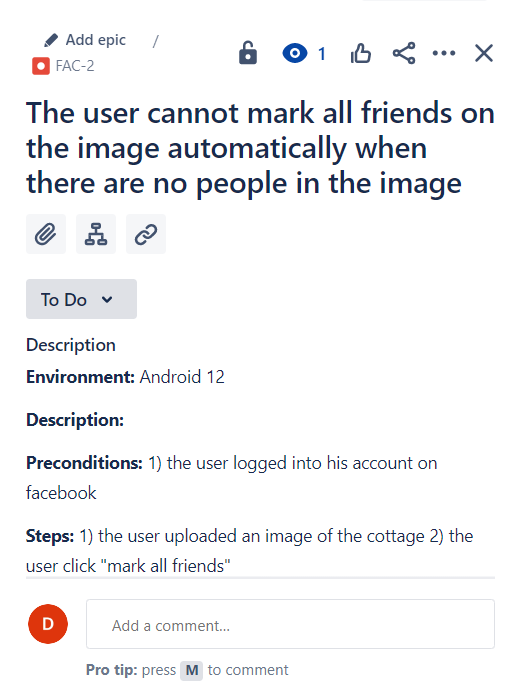 Add epic /
FAC-2
1
The user cannot mark all friends on
the image automatically when
there are no people in the image
To Do
Description
Environment: Android 12
Description:
Preconditions: 1) the user logged into his account on
facebook
Steps: 1) the user uploaded an image of the cottage 2) the
user click "mark all friends"
D
Add a comment...
Pro tip: press M to comment